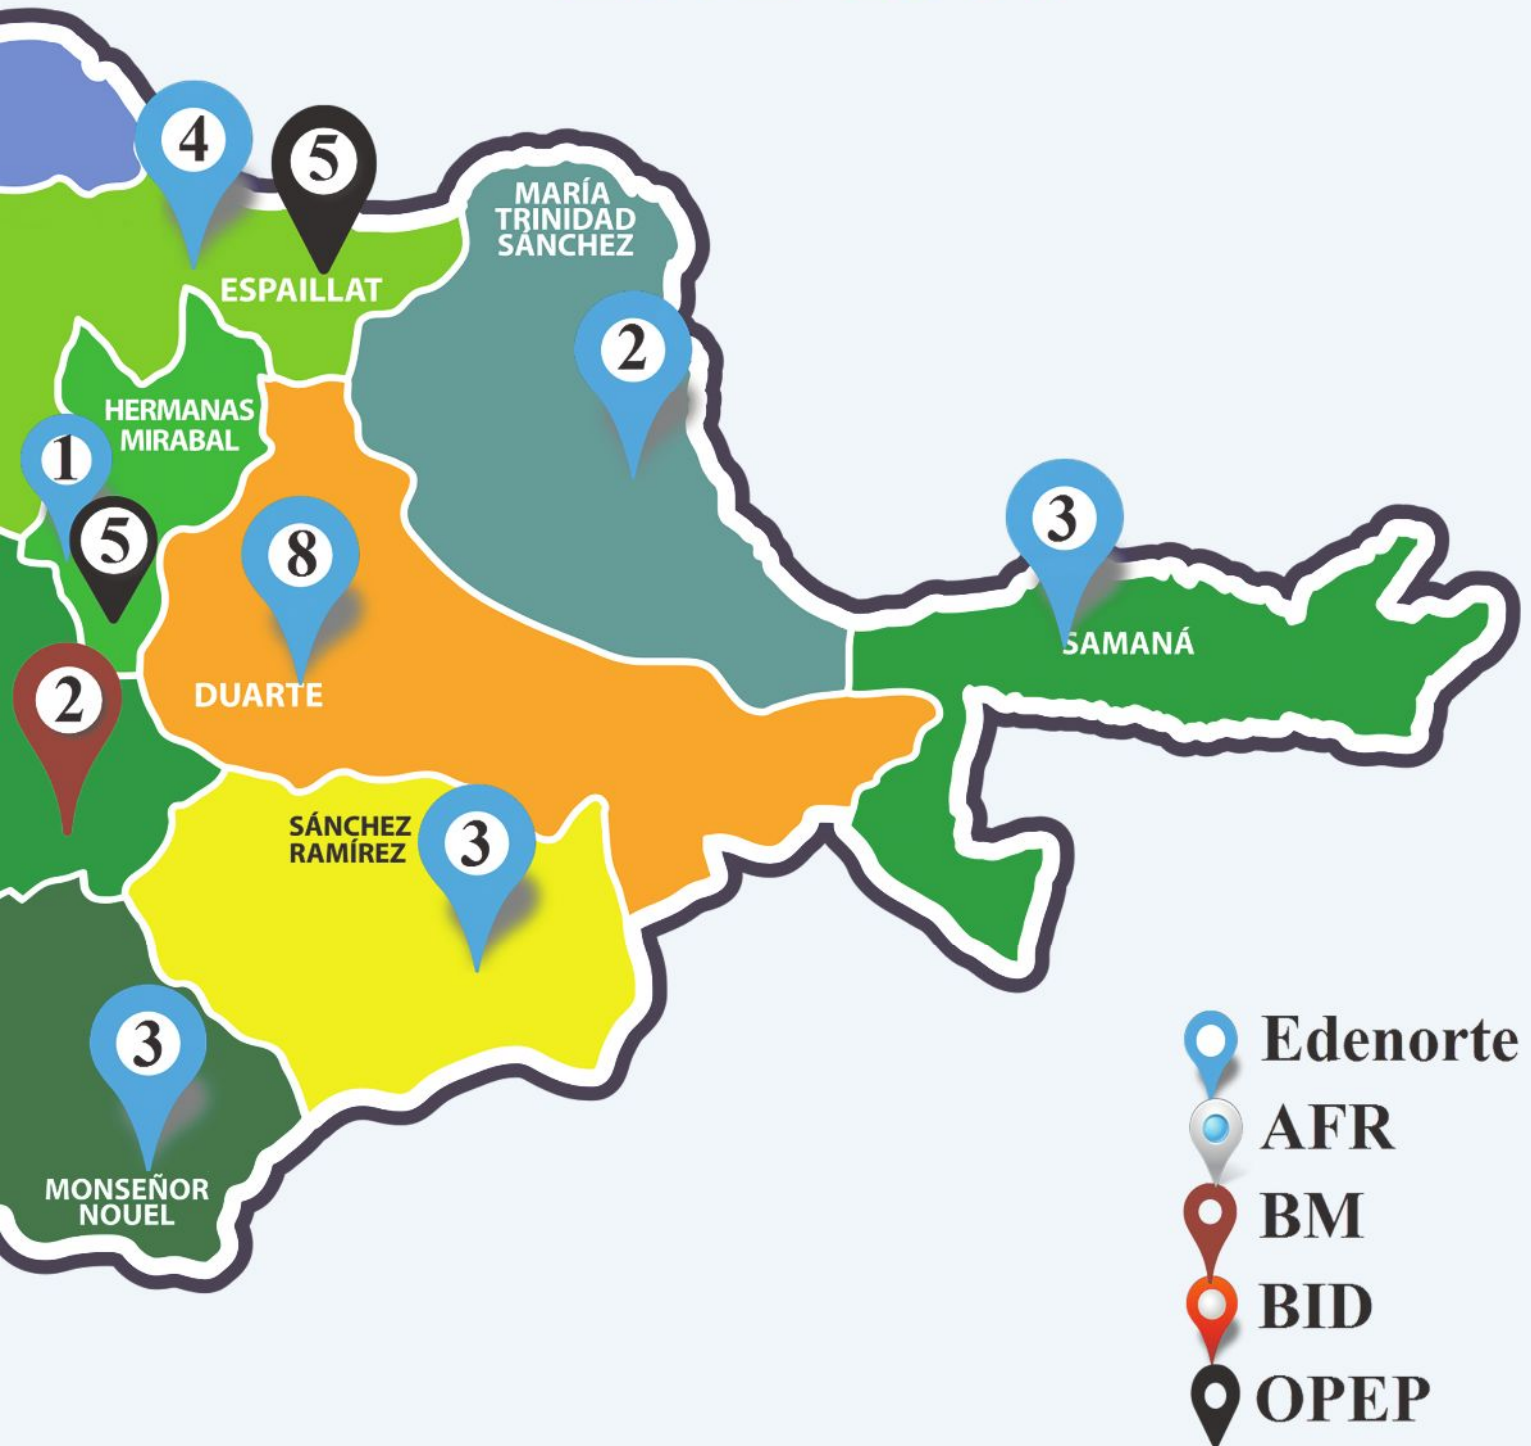 4
5
MARÍA
TRINIDAD
SÁNCHEZ
ESPAILLAT
2
HERMANAS
MIRABAL
1
5
8
3
SAMANÁ
2
DUARTE
SÁNCHEZ
RAMÍREZ
3
3
MONSEÑOR
NOUEL
Edenorte
AFR
BM
BID
OPEP